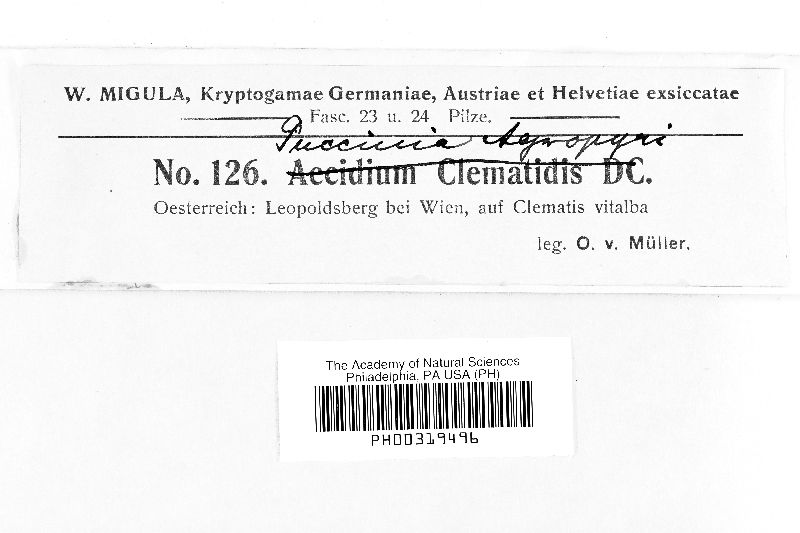 W. MIGULA, Kryptogamae Germaniae, Austriae et Helvetiae exsiccatae
Fasc. 23 u. 24 Pilze.
Puccinia Agropyri
No. 126. Aecidium Clematidis DC.
Oesterreich: Leopoldsberg bei Wien, auf Clematis vitalba
leg. O. v. Müller.
The Academy of Natural Sciences
Philadelphia, PA USA (PH)
PH00319496